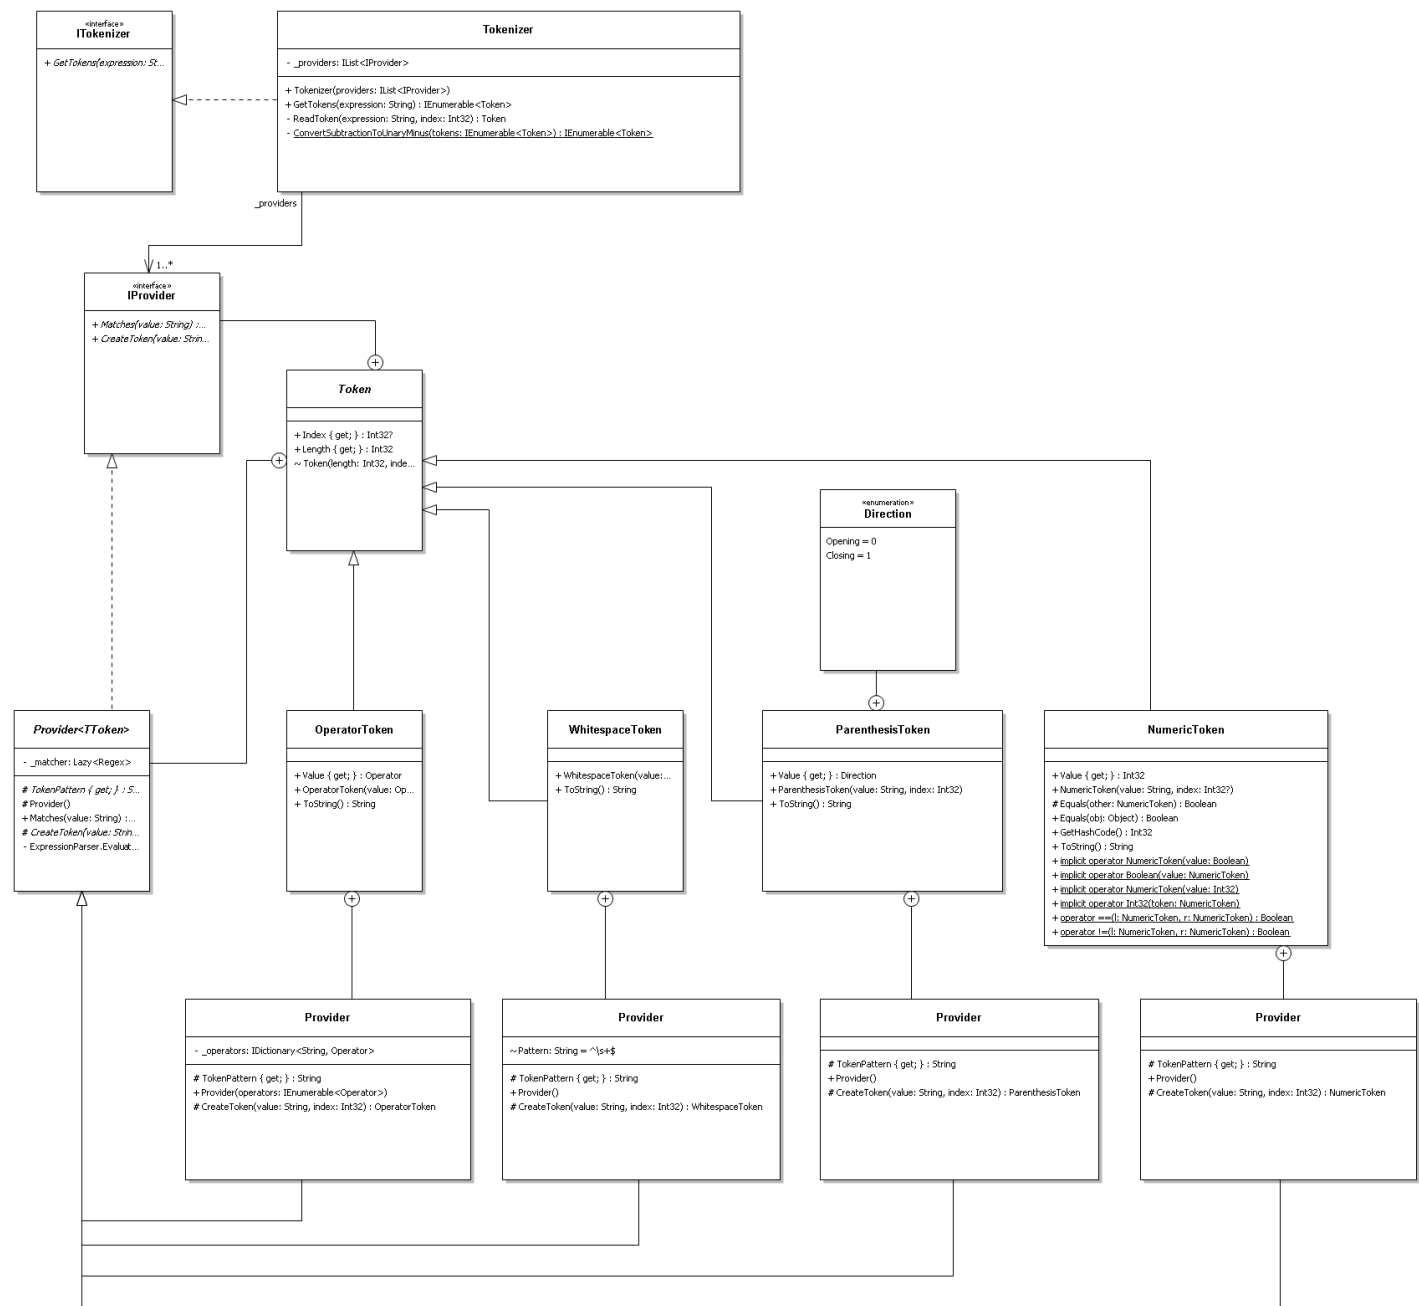 «interface»
ITokenizer
+ GetTokens(expression: St...
Tokenizer
- _providers: IList<IProvider>
+ Tokenizer(providers: IList<IProvider>)
+ GetTokens(expression: String) : IEnumerable<Token>
- ReadToken(expression: String, index: Int32) : Token
- ConvertSubtractionToUnaryMinus(tokens: IEnumerable<Token>) : IEnumerable<Token>
_providers
1..*
«interface»
IProvider
+ Matches(value: String) :...
+ CreateToken(value: Strin...
+
Token
+ Index { get; } : Int32?
+ Length { get; } : Int32
~ Token(length: Int32, inde...
+
«enumeration»
Direction
Opening = 0
Closing = 1
+
Provider<TToken>
- _matcher: Lazy<Regex>
# TokenPattern { get; } : S...
# Provider()
+ Matches(value: String) :...
# CreateToken(value: Strin...
- ExpressionParser.Evaluat...
OperatorToken
+ Value { get; } : Operator
+ OperatorToken(value: Op...
+ ToString() : String
WhitespaceToken
+ WhitespaceToken(value:...
+ ToString() : String
ParenthesisToken
+ Value { get; } : Direction
+ ParenthesisToken(value: String, index: Int32)
+ ToString() : String
NumericToken
+ Value { get; } : Int32
+ NumericToken(value: String, index: Int32?)
# Equals(other: NumericToken) : Boolean
+ Equals(obj: Object) : Boolean
+ GetHashCode() : Int32
+ ToString() : String
+ implicit operator NumericToken(value: Boolean)
+ implicit operator Boolean(value: NumericToken)
+ implicit operator NumericToken(value: Int32)
+ implicit operator Int32(token: NumericToken)
+ operator ==(l: NumericToken, r: NumericToken) : Boolean
+ operator !=(l: NumericToken, r: NumericToken) : Boolean
+
+
+
+
Provider
- _operators: IDictionary<String, Operator>
# TokenPattern { get; } : String
+ Provider(operators: IEnumerable<Operator>)
# CreateToken(value: String, index: Int32) : OperatorToken
Provider
~ Pattern: String = ^\s+$
# TokenPattern { get; } : String
+ Provider()
# CreateToken(value: String, index: Int32) : WhitespaceToken
Provider
# TokenPattern { get; } : String
+ Provider()
# CreateToken(value: String, index: Int32) : ParenthesisToken
Provider
# TokenPattern { get; } : String
+ Provider()
# CreateToken(value: String, index: Int32) : NumericToken